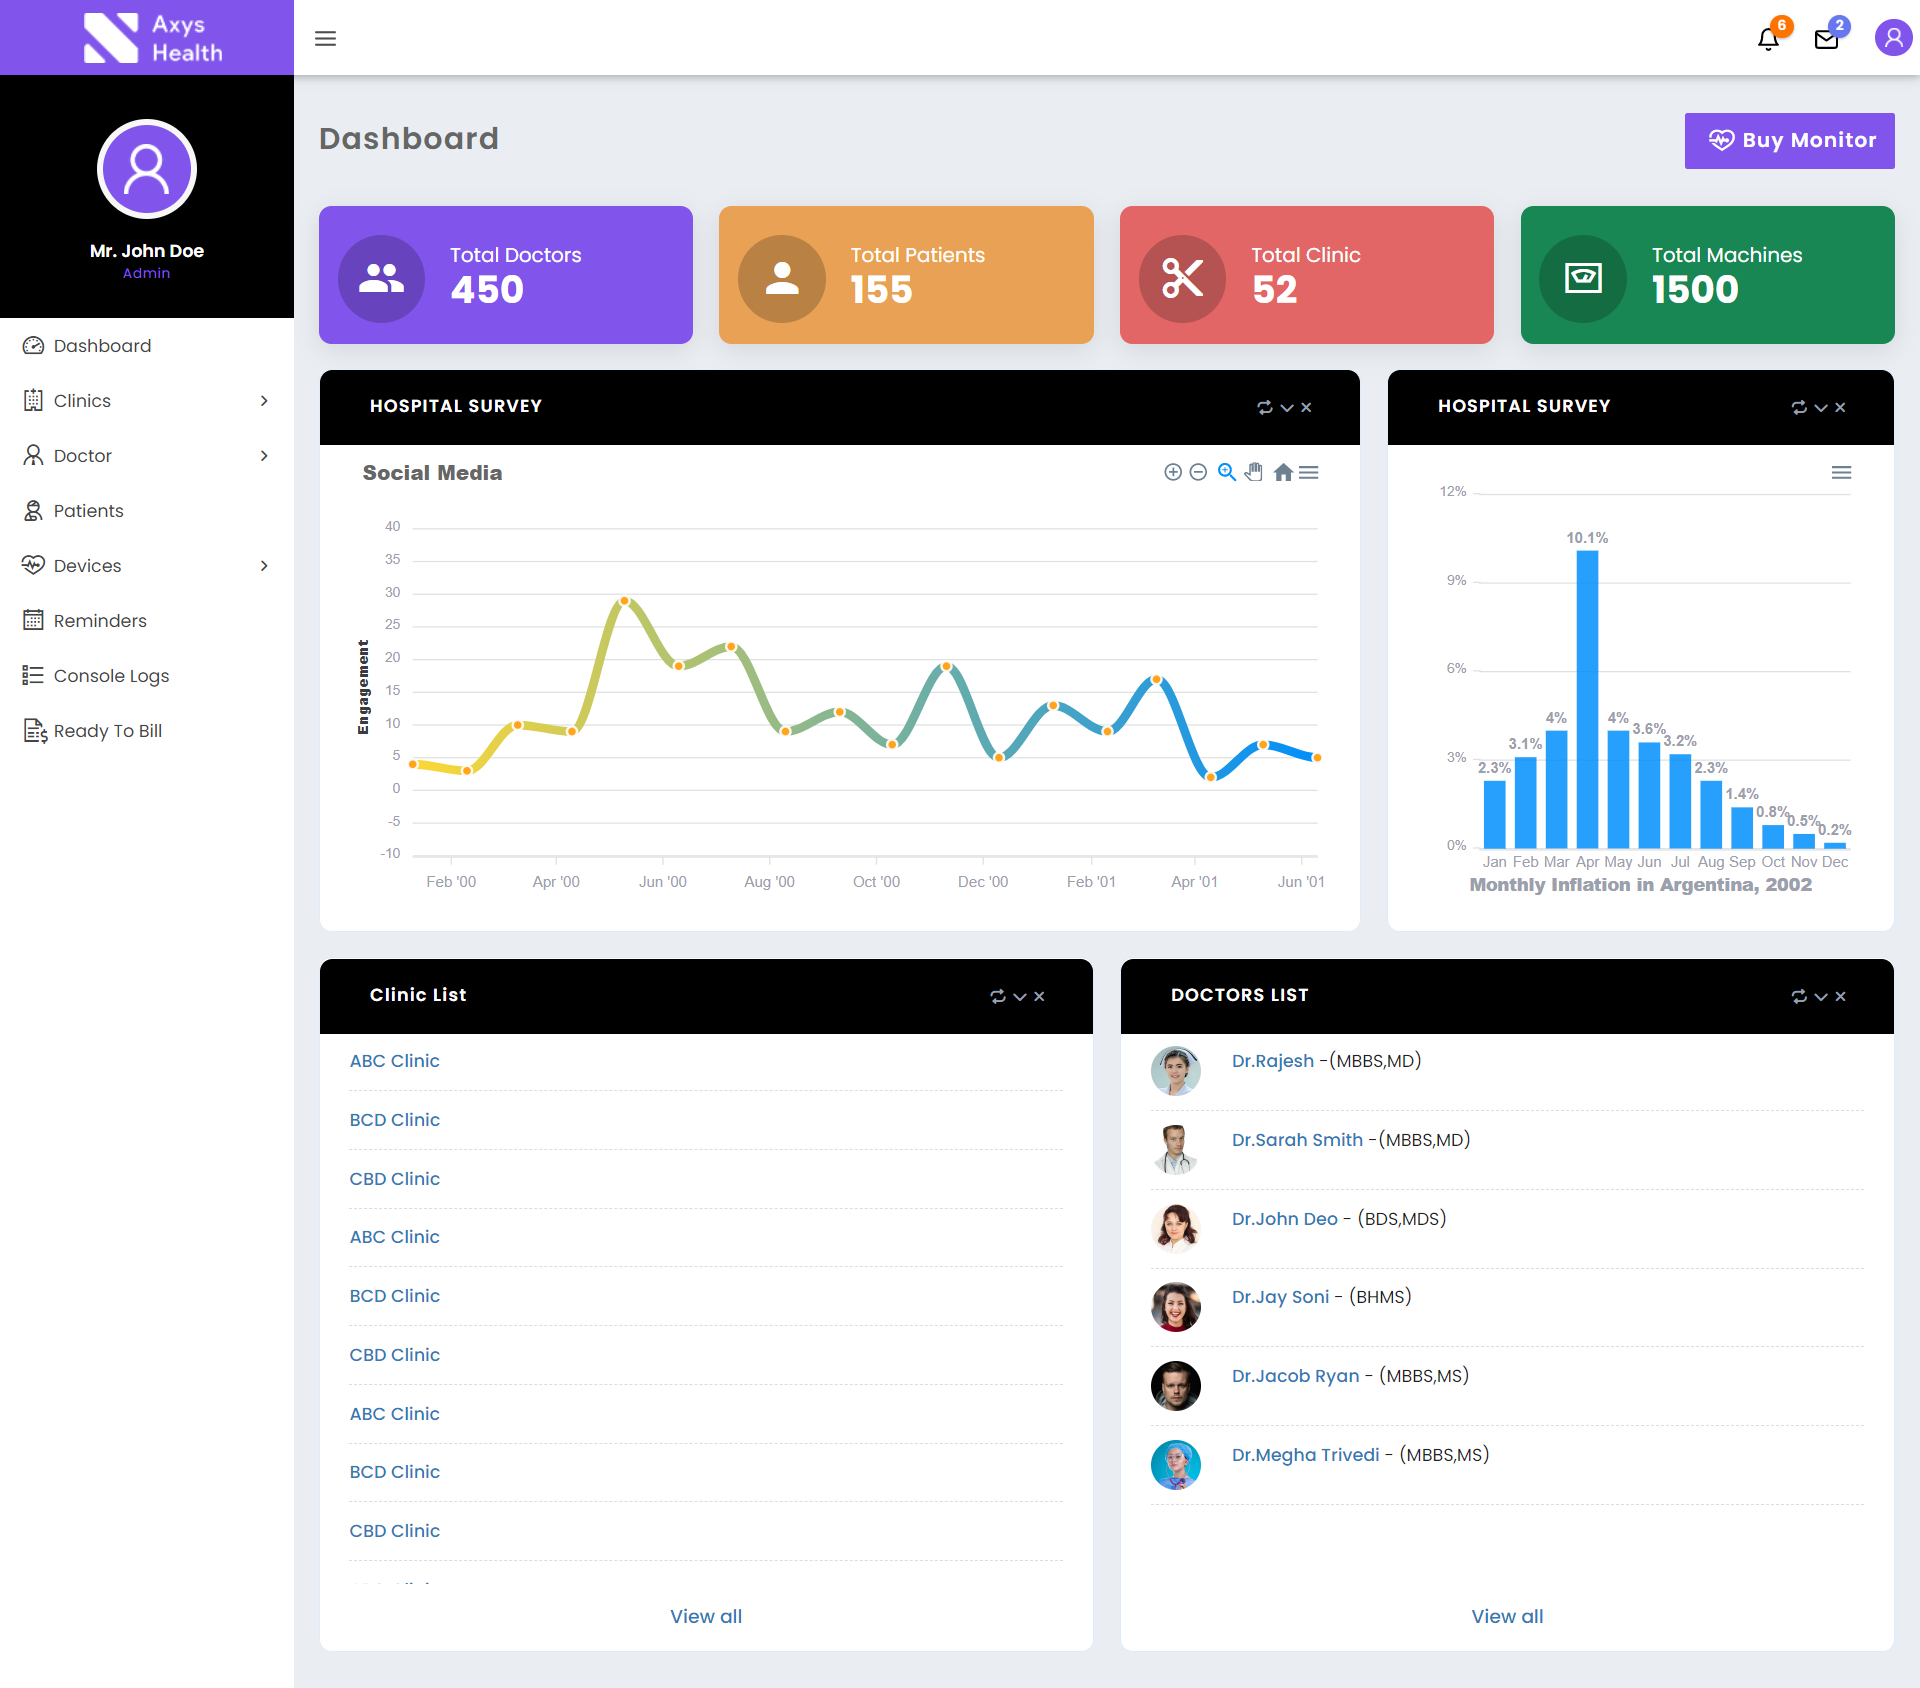 Axys
Health
6
2
Mr. John Doe
Admin
Dashboard
Clinics
Doctor
Patients
Devices
Reminders
Console Logs
Ready To Bill
Dashboard
Buy Monitor
Total Doctors
450
Total Patients
155
Total Clinic
52
Total Machines
1500
HOSPITAL SURVEY
Social Media
Engagement
40
35
30
25
20
15
10
5
0
-5
-10
Feb '00 Apr '00 Jun '00 Aug '00 Oct '00 Dec '00 Feb '01 Apr '01 Jun '01
HOSPITAL SURVEY
12%
9%
6%
3%
0%
2.3% 3.1% 4% 10.1% 4% 3.6% 3.2% 2.3% 1.4% 0.8% 0.5% 0.2%
Jan Feb Mar Apr May Jun Jul Aug Sep Oct Nov Dec
Monthly Inflation in Argentina, 2002
Clinic List
ABC Clinic
BCD Clinic
CBD Clinic
ABC Clinic
BCD Clinic
CBD Clinic
ABC Clinic
BCD Clinic
CBD Clinic
View all
DOCTORS LIST
Dr.Rajesh -(MBBS,MD)
Dr.Sarah Smith -(MBBS,MD)
Dr.John Deo - (BDS,MDS)
Dr.Jay Soni - (BHMS)
Dr.Jacob Ryan - (MBBS,MS)
Dr.Megha Trivedi - (MBBS,MS)
View all